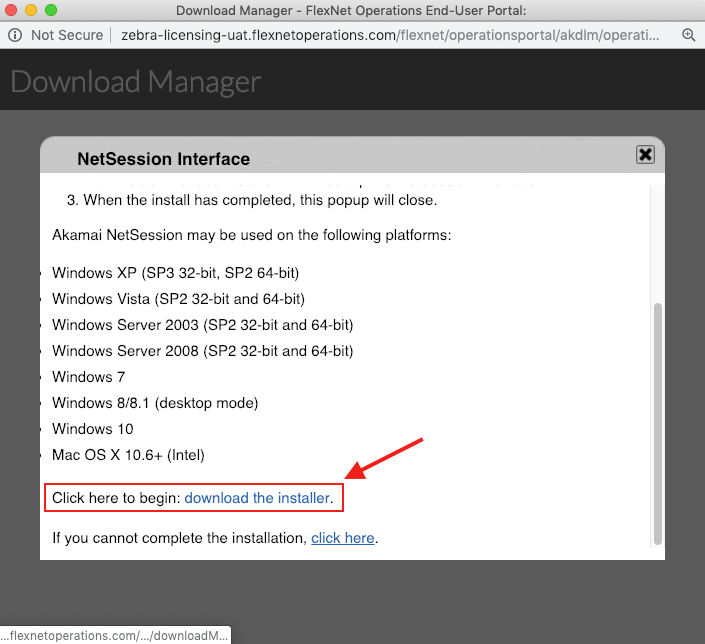 Download Manager - FlexNet Operations End-User Portal:
Not Secure | zebra-licensing-uat.flexnetoperations.com/flexnet/operationsportal/akdlm/operati...
Download Manager
NetSession Interface
3. When the install has completed, this popup will close.
Akamai NetSession may be used on the following platforms:
Windows XP (SP3 32-bit, SP2 64-bit)
Windows Vista (SP2 32-bit and 64-bit)
Windows Server 2003 (SP2 32-bit and 64-bit)
Windows Server 2008 (SP2 32-bit and 64-bit)
Windows 7
Windows 8/8.1 (desktop mode)
Windows 10
Mac OS X 10.6+ (Intel)
Click here to begin: download the installer.
If you cannot complete the installation, click here.
...flexnetoperations.com/.../downloadM...